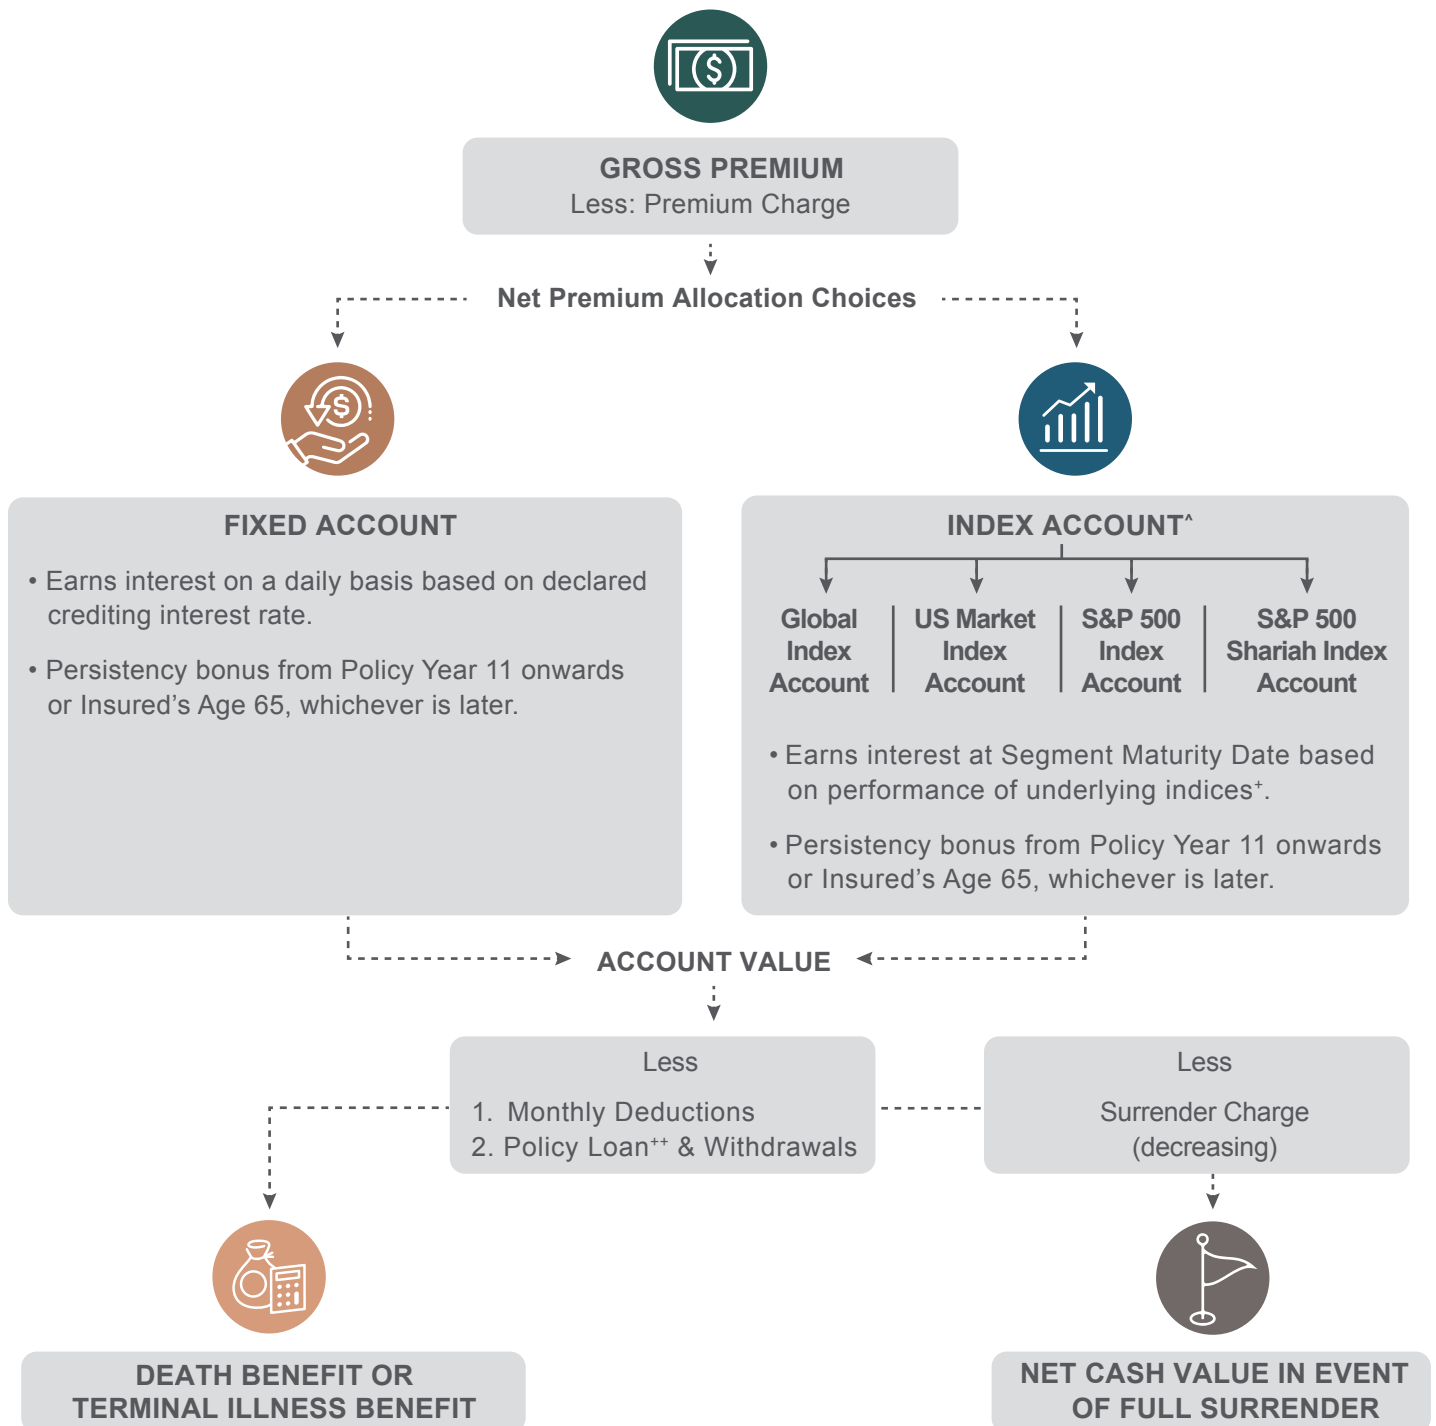 GROSS PREMIUM
Less: Premium Charge
Net Premium Allocation Choices
FIXED ACCOUNT
• Earns interest on a daily basis based on declared
crediting interest rate.
• Persistency bonus from Policy Year 11 onwards
or Insured's Age 65, whichever is later.
INDEX ACCOUNT^
Global
Index
Account
US Market
Index
Account
S&P 500
Index
Account
S&P 500
Shariah Index
Account
• Earns interest at Segment Maturity Date based
on performance of underlying indices+.
• Persistency bonus from Policy Year 11 onwards
or Insured's Age 65, whichever is later.
ACCOUNT VALUE
Less
1. Monthly Deductions
2. Policy Loan++ & Withdrawals
Less
Surrender Charge
(decreasing)
DEATH BENEFIT OR
TERMINAL ILLNESS BENEFIT
NET CASH VALUE IN EVENT
OF FULL SURRENDER